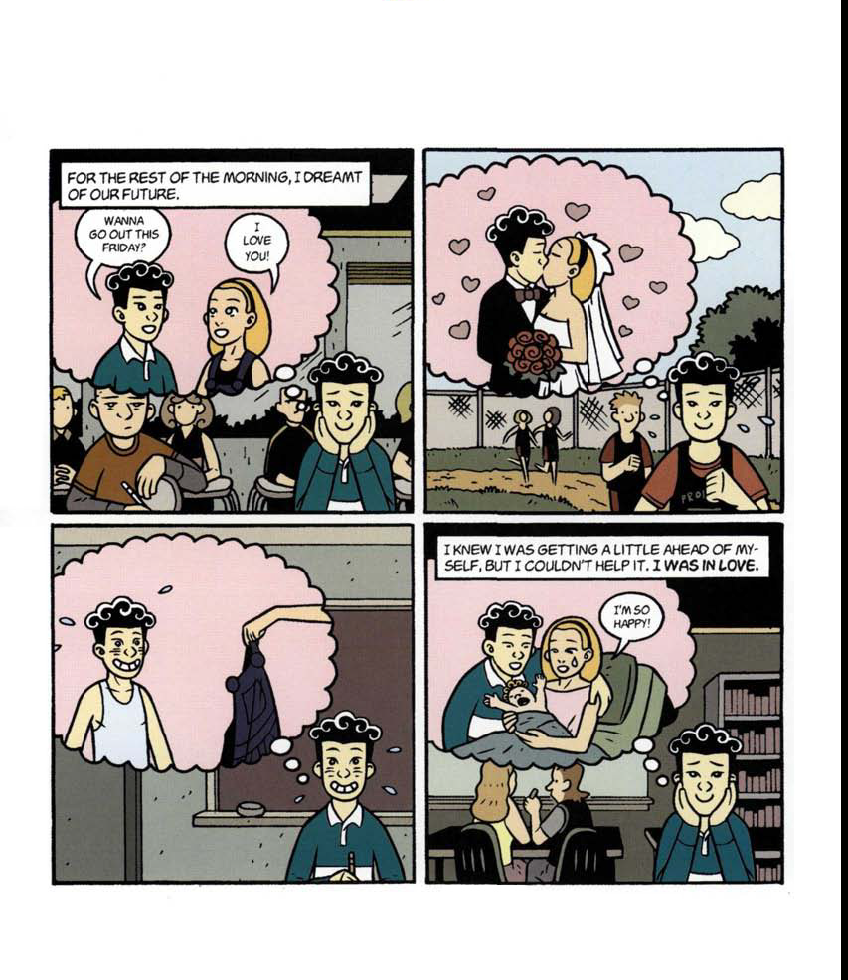 FOR THE REST OF THE MORNING, I DREAMT
OF OUR FUTURE.
WANNA
GO OUT THIS
FRIDAY?
I
LOVE
YOU!
I KNEW I WAS GETTING A LITTLE AHEAD OF MY-
SELF, BUT I COULDN'T HELP IT. I WAS IN LOVE.
I'M SO
HAPPY!